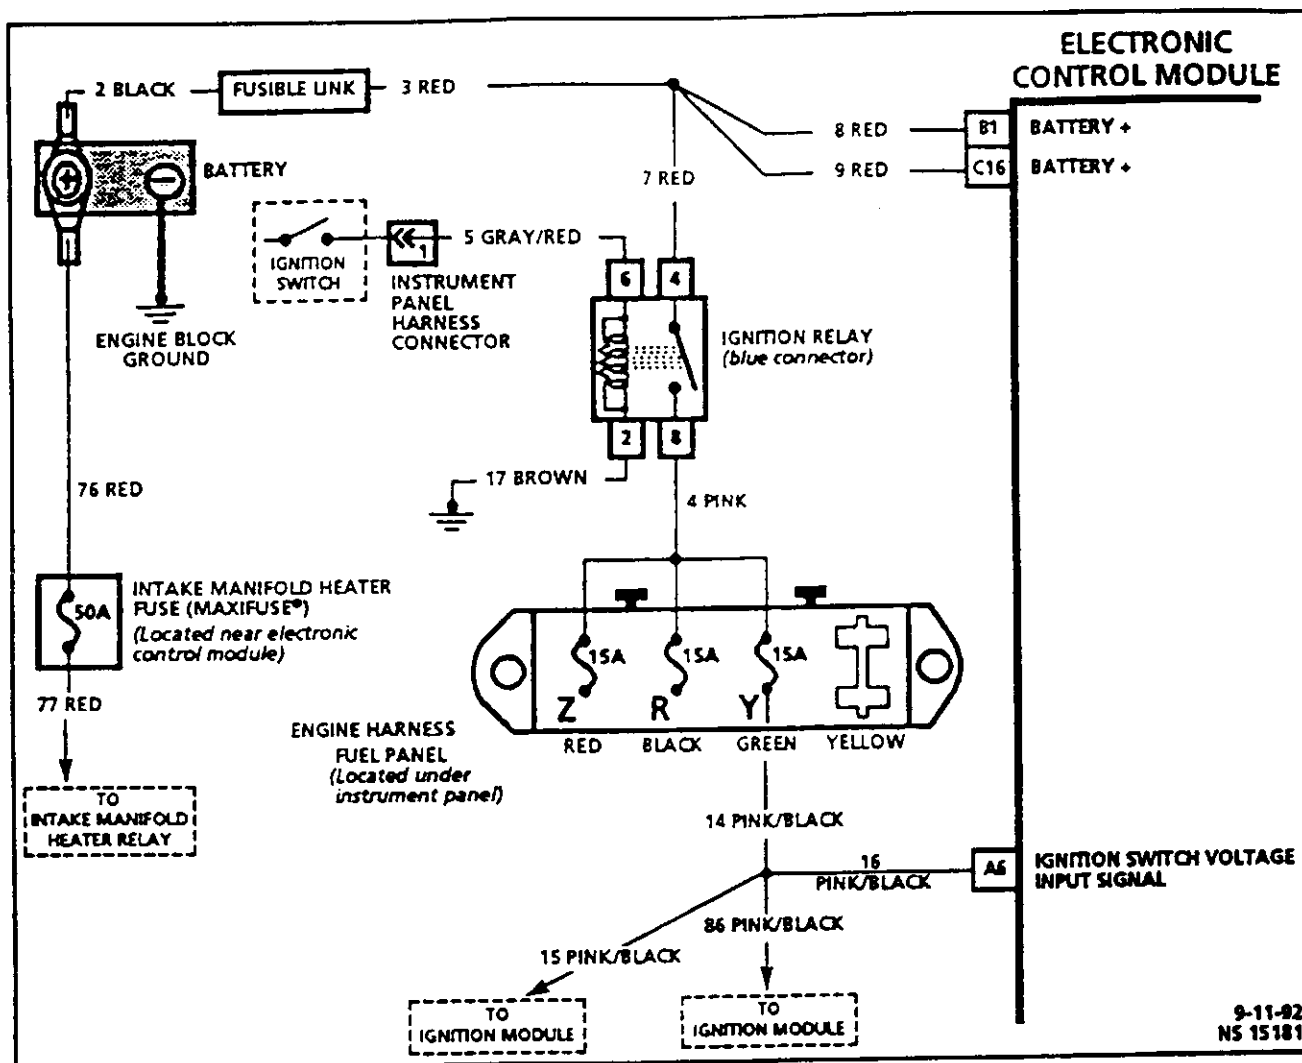 ELECTRONIC
CONTROL MODULE
2 BLACK
FUSIBLE LINK
3 RED
8 RED
B1
BATTERY +
9 RED
C16
BATTERY +
BATTERY
7 RED
5 GRAY/RED
1
IGNITION
SWITCH
INSTRUMENT
PANEL
HARNESS
CONNECTOR
6
4
ENGINE BLOCK
GROUND
IGNITION RELAY
(blue connector)
2
8
17 BROWN
4 PINK
76 RED
50A
INTAKE MANIFOLD HEATER
FUSE (MAXIFUSE®)
(Located near electronic
control module)
77 RED
15A
15A
15A
Z
R
Y
RED
BLACK
GREEN
YELLOW
ENGINE HARNESS
FUEL PANEL
(Located under
instrument panel)
TO
INTAKE MANIFOLD
HEATER RELAY
14 PINK/BLACK
16
PINK/BLACK
A6
IGNITION SWITCH VOLTAGE
INPUT SIGNAL
86 PINK/BLACK
15 PINK/BLACK
TO
IGNITION MODULE
TO
IGNITION MODULE
9-11-92
NS 15181